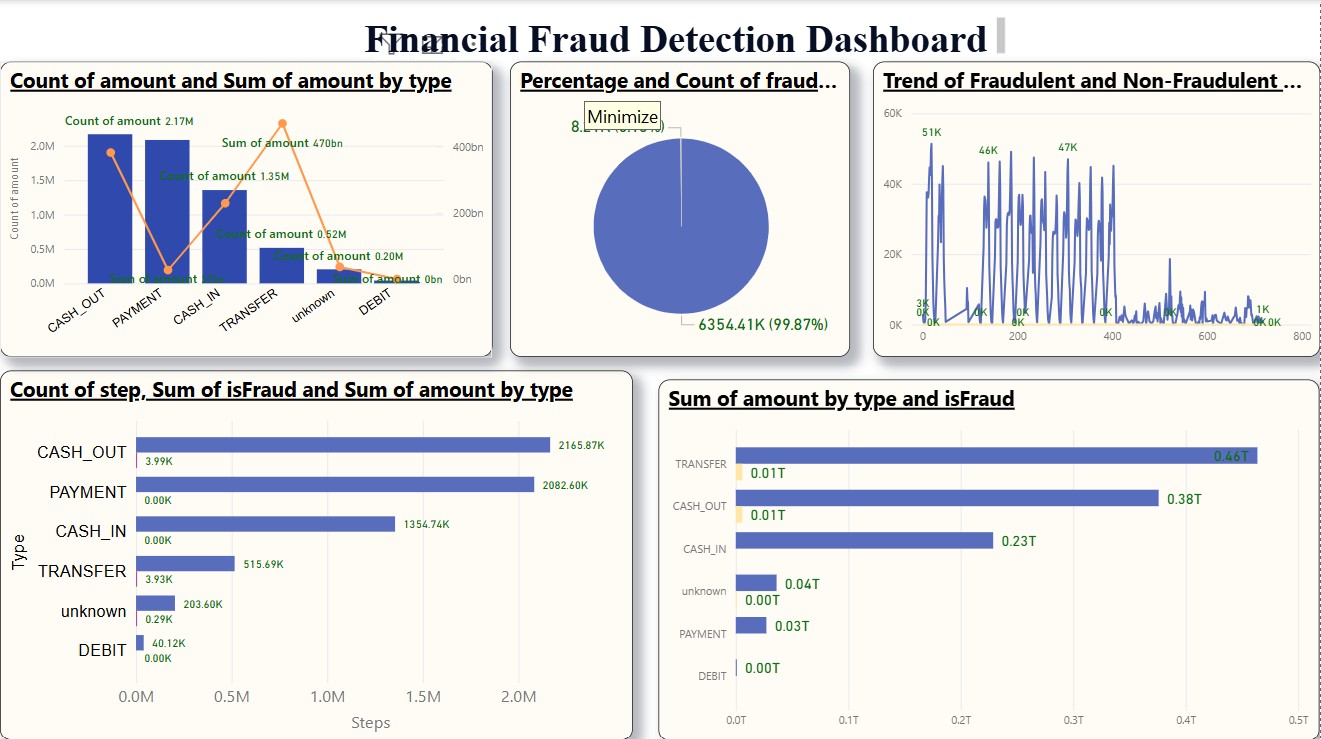 Financial Fraud Detection Dashboard
Count of amount and Sum of amount by type
Count of amount 2.17M
Sum of amount 470bn
Count of amount 1.35M
Count of amount 0.52M
Count of amount 0.20M
Sum of amount
Sum of amount 0bn
Count of amount
2.0M
1.5M
1.0M
0.5M
0.0M
400bn
200bn
0bn
CASH_OUT
PAYMENT
CASH_IN
TRANSFER
unknown
DEBIT
Percentage and Count of fraud...
Minimize
6354.41K (99.87%)
Trend of Fraudulent and Non-Fraudulent ...
60K
40K
20K
0K
51K
46K
47K
3K
0K
0K
0K
0K
0K
0K
0K
1K
0K 0K
0
200
400
600
800
Count of step, Sum of isFraud and Sum of amount by type
Type
CASH_OUT
2165.87K
3.99K
PAYMENT
2082.60K
0.00K
CASH_IN
1354.74K
0.00K
TRANSFER
515.69K
3.93K
unknown
203.60K
0.29K
DEBIT
40.12K
0.00K
0.0M
0.5M
1.0M
1.5M
2.0M
Steps
Sum of amount by type and isFraud
TRANSFER
0.46T
0.01T
CASH_OUT
0.38T
0.01T
CASH_IN
0.23T
unknown
0.04T
0.00T
PAYMENT
0.03T
DEBIT
0.00T
0.0T
0.1T
0.2T
0.3T
0.4T
0.5T